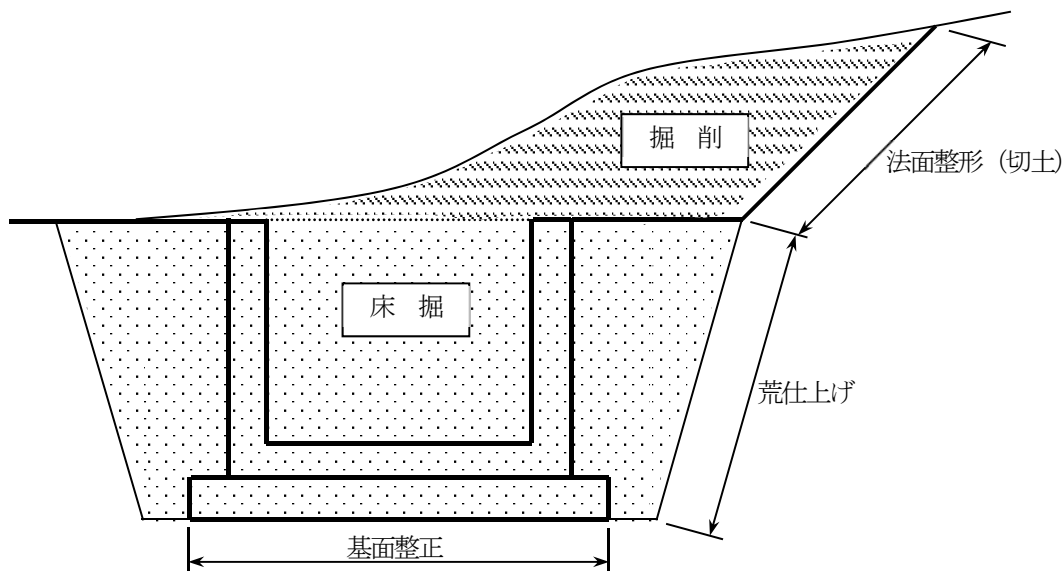 掘 削
法面整形（切土）
床 掘
荒仕上げ
基面整正